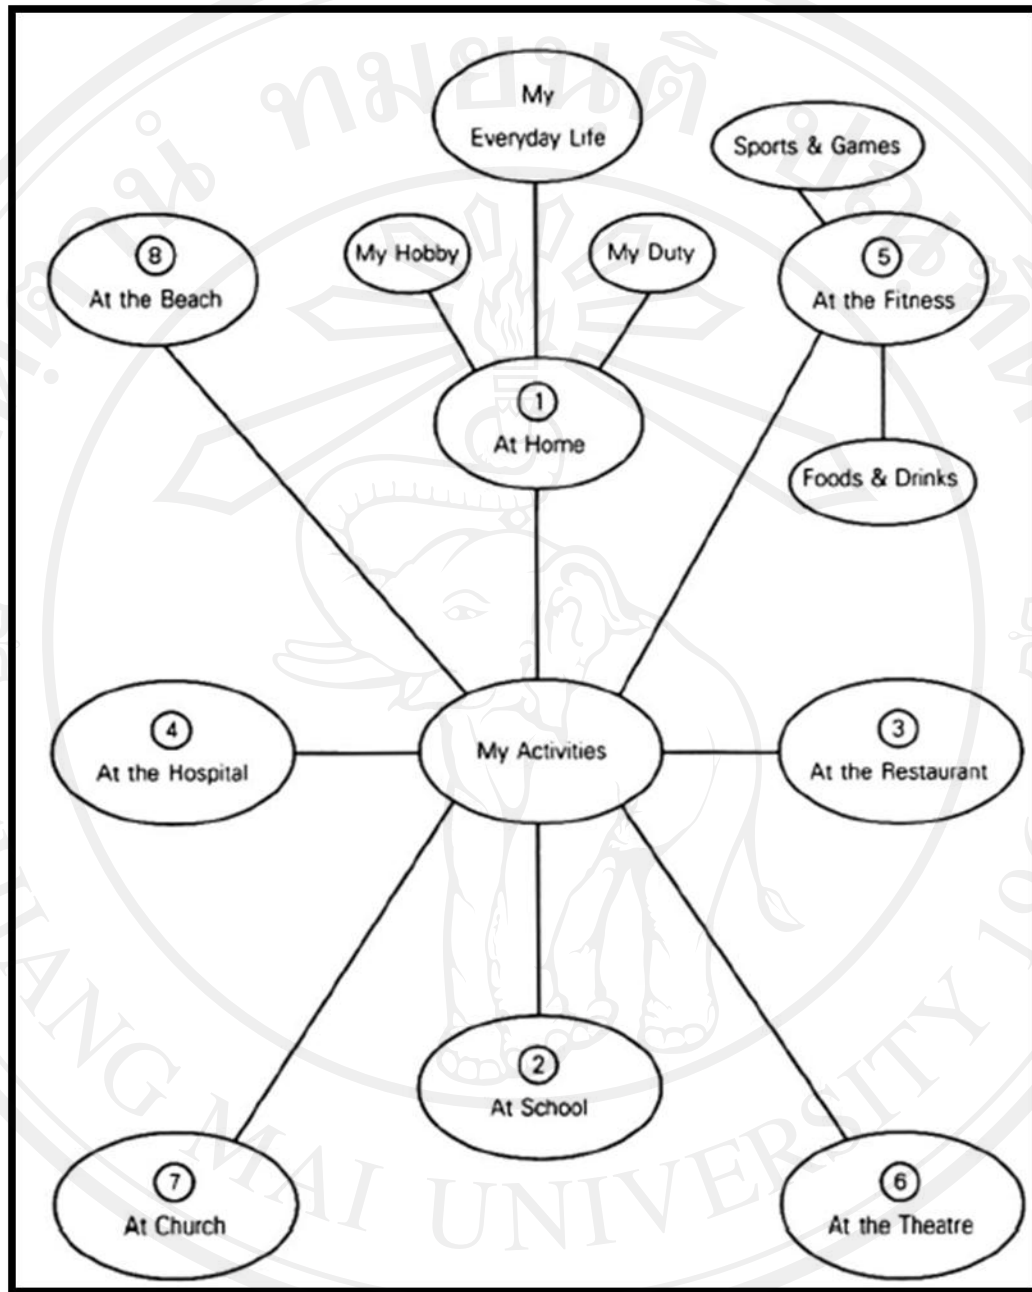 My
Everyday Life
Sports & Games
My Hobby
My Duty
8
At the Beach
5
At the Fitness
1
At Home
Foods & Drinks
4
At the Hospital
My Activities
3
At the Restaurant
2
At School
7
At Church
6
At the Theatre
MAI UNIVERSITY